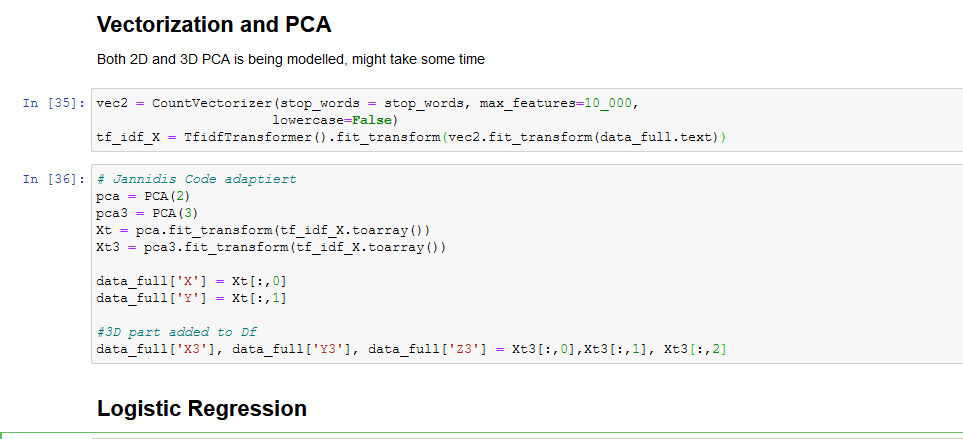 Vectorization and PCA
Both 2D and 3D PCA is being modelled, might take some time
In [35]: vec2 = CountVectorizer(stop_words = stop_words, max_features=10_000,
lowercase=False)
tf_idf_X = TfidfTransformer().fit_transform(vec2.fit_transform(data_full.text))
In [36]: # Jannidis Code adaptiert
pca = PCA(2)
pca3 = PCA(3)
Xt = pca.fit_transform(tf_idf_X.toarray())
Xt3 = pca3.fit_transform(tf_idf_X.toarray())
data_full['X'] = Xt[:,0]
data_full['Y'] = Xt[:,1]
#3D part added to Df
data_full['X3'], data_full['Y3'], data_full['Z3'] = Xt3[:,0],Xt3[:,1], Xt3[:,2]
Logistic Regression